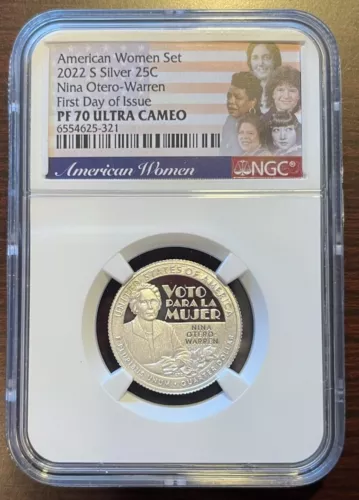 American Women Set
2022 S Silver 25C
Nina Otero-Warren
First Day of Issue
PF 70 ULTRA CAMEO
6554625-321
American Women
NGC®
UNITED STATES OF AMERICA
VOTO
PARA LA
MUJER
NINA
OTERO-
WARREN
QUARTER DOLLAR